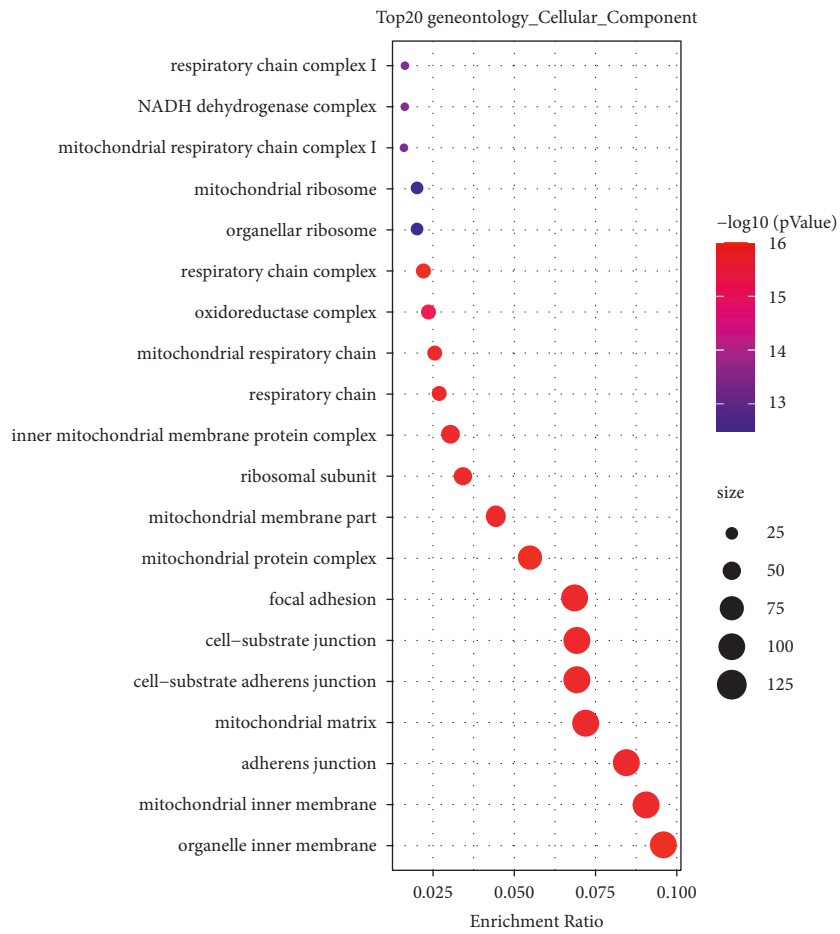 Top20 geneontology_Cellular_Component
respiratory chain complex I
NADH dehydrogenase complex
mitochondrial respiratory chain complex I
mitochondrial ribosome
organellar ribosome
respiratory chain complex
oxidoreductase complex
mitochondrial respiratory chain
respiratory chain
inner mitochondrial membrane protein complex
ribosomal subunit
mitochondrial membrane part
mitochondrial protein complex
focal adhesion
cell−substrate junction
cell−substrate adherens junction
mitochondrial matrix
adherens junction
mitochondrial inner membrane
organelle inner membrane
0.025 0.050 0.075 0.100
Enrichment Ratio
−log10 (pValue)
16
15
14
13
size
25
50
75
100
125